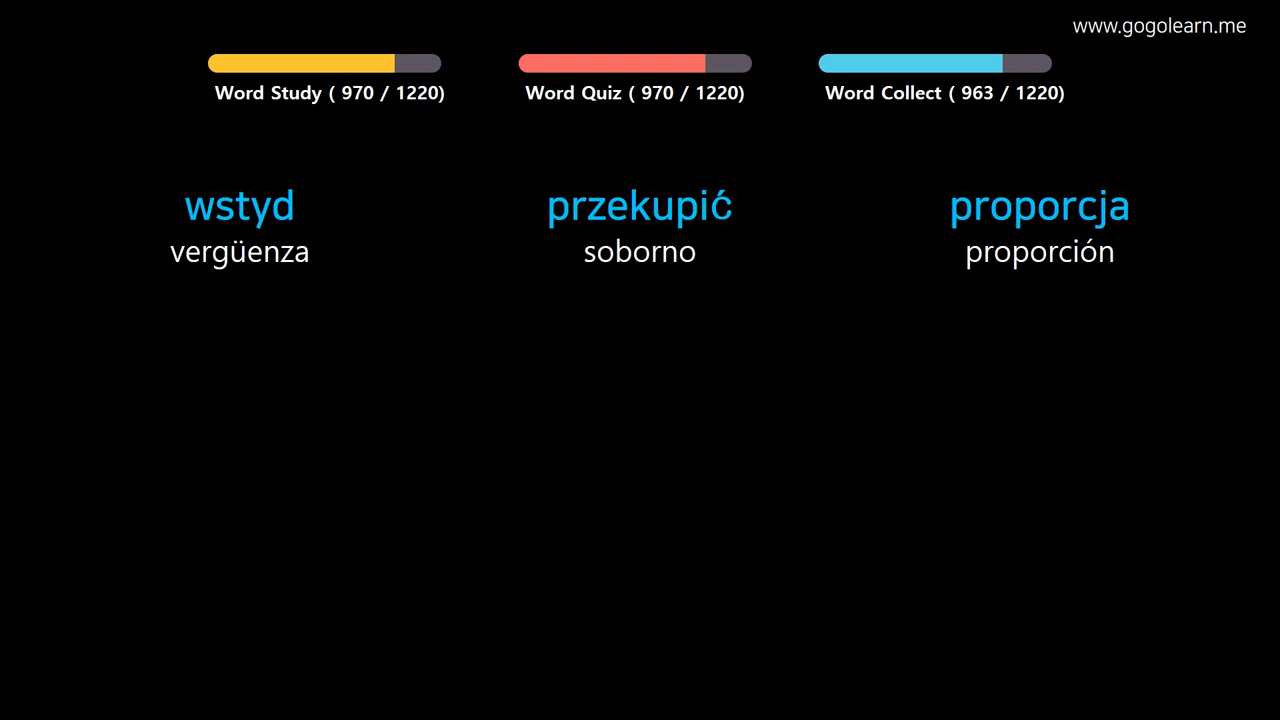 www.gogolearn.me
Word Study ( 970 / 1220)
Word Quiz ( 970 / 1220)
Word Collect ( 963 / 1220)
wstyd
vergüenza
przekupić
soborno
proporcja
proporción